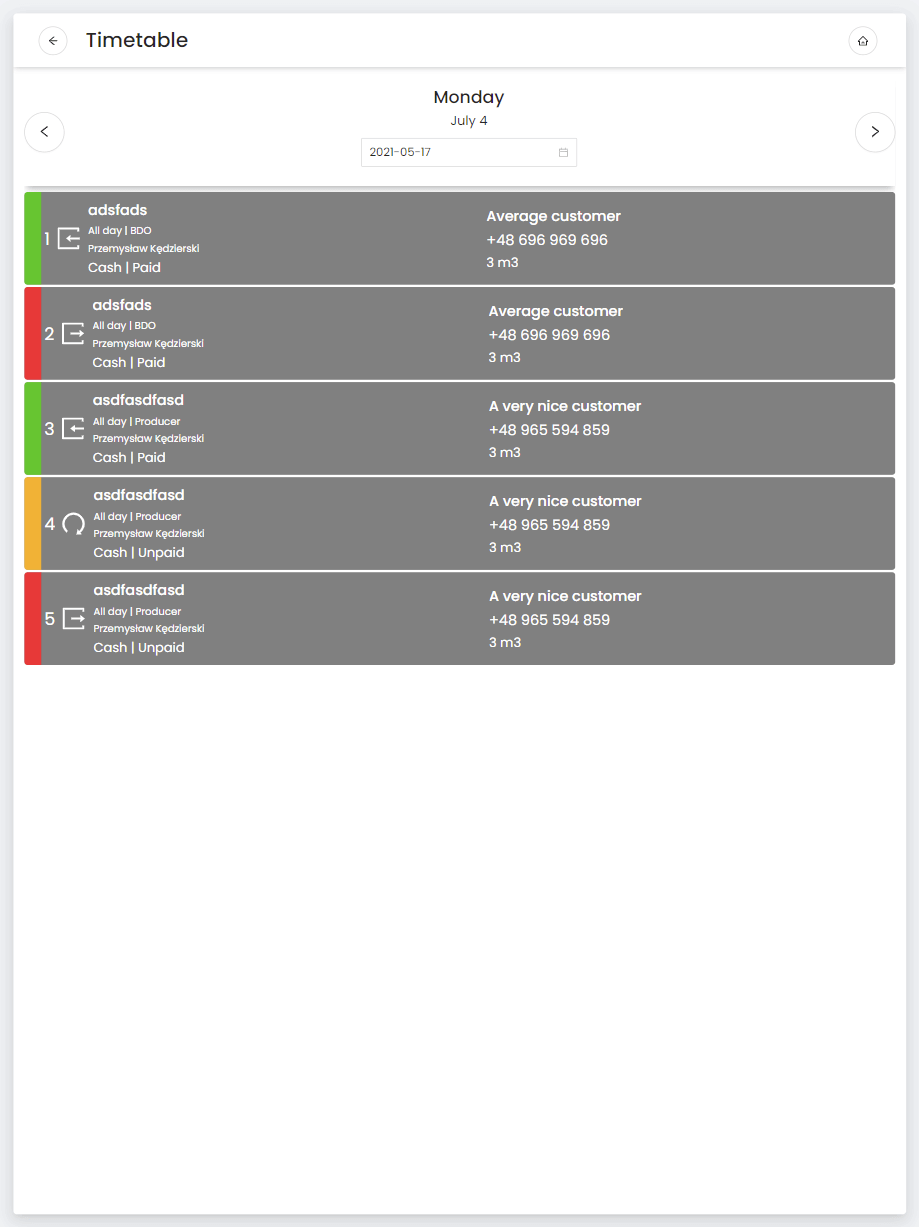 Timetable
Monday
July 4
2021-05-17
1
adsfads
All day | BDO
Przemysław Kędzierski
Cash | Paid
Average customer
+48 696 969 696
3 m3
2
adsfads
All day | BDO
Przemysław Kędzierski
Cash | Paid
Average customer
+48 696 969 696
3 m3
3
asdfasdfasd
All day | Producer
Przemysław Kędzierski
Cash | Paid
A very nice customer
+48 965 594 859
3 m3
4
asdfasdfasd
All day | Producer
Przemysław Kędzierski
Cash | Unpaid
A very nice customer
+48 965 594 859
3 m3
5
asdfasdfasd
All day | Producer
Przemysław Kędzierski
Cash | Unpaid
A very nice customer
+48 965 594 859
3 m3